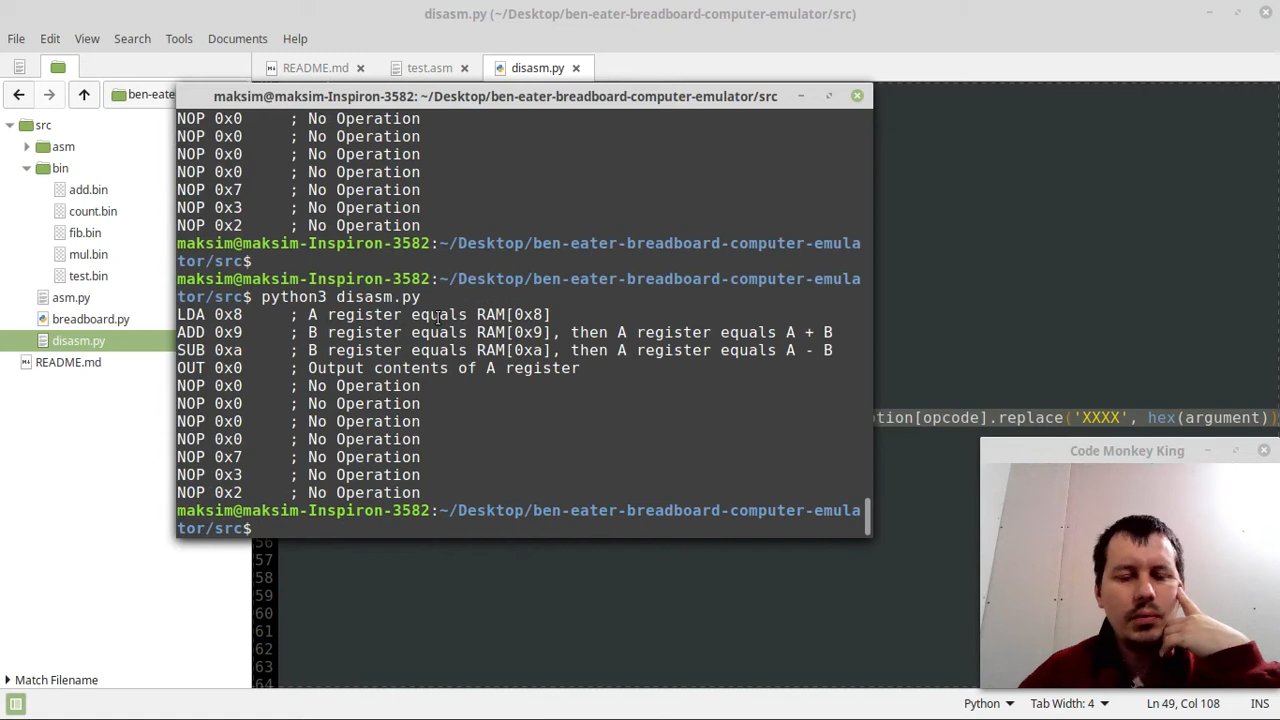 disasm.py (~/Desktop/ben-eater-breadboard-computer-emulator/src)
File Edit View Search Tools Documents Help
README.md test.asm disasm.py
ben-eate
src
asm
bin
add.bin
count.bin
fib.bin
mul.bin
test.bin
asm.py
breadboard.py
disasm.py
README.md
maksim@maksim-Inspiron-3582: ~/Desktop/ben-eater-breadboard-computer-emulator/src
NOP 0x0 ; No Operation
NOP 0x0 ; No Operation
NOP 0x0 ; No Operation
NOP 0x0 ; No Operation
NOP 0x7 ; No Operation
NOP 0x3 ; No Operation
NOP 0x2 ; No Operation
maksim@maksim-Inspiron-3582:~/Desktop/ben-eater-breadboard-computer-emula
tor/src$
maksim@maksim-Inspiron-3582:~/Desktop/ben-eater-breadboard-computer-emula
tor/src$ python3 disasm.py
LDA 0x8 ; A register equals RAM[0x8]
ADD 0x9 ; B register equals RAM[0x9], then A register equals A + B
SUB 0xa ; B register equals RAM[0xa], then A register equals A - B
OUT 0x0 ; Output contents of A register
NOP 0x0 ; No Operation
NOP 0x0 ; No Operation
NOP 0x0 ; No Operation
NOP 0x0 ; No Operation
NOP 0x7 ; No Operation
NOP 0x3 ; No Operation
NOP 0x2 ; No Operation
maksim@maksim-Inspiron-3582:~/Desktop/ben-eater-breadboard-computer-emula
tor/src$
tion[opcode].replace('XXXX', hex(argument))
Code Monkey King
56
57
58
59
60
61
62
63
64
Match Filename
Python Tab Width: 4 Ln 49, Col 108 INS